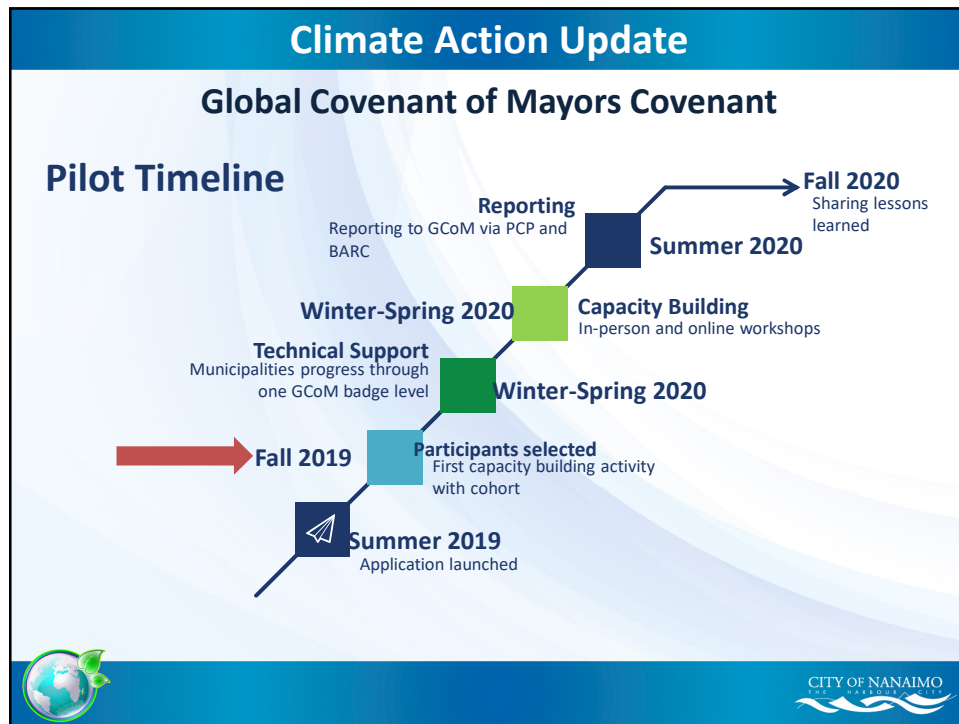 Climate Action Update
Global Covenant of Mayors Covenant
Pilot Timeline
Fall 2020
Sharing lessons
learned
Reporting
Reporting to GCoM via PCP and
BARC
Summer 2020
Winter-Spring 2020
Capacity Building
In-person and online workshops
Technical Support
Municipalities progress through
one GCoM badge level
Winter-Spring 2020
Fall 2019
Participants selected
First capacity building activity
with cohort
Summer 2019
Application launched
CITY OF NANAIMO
THE HARBOUR CITY